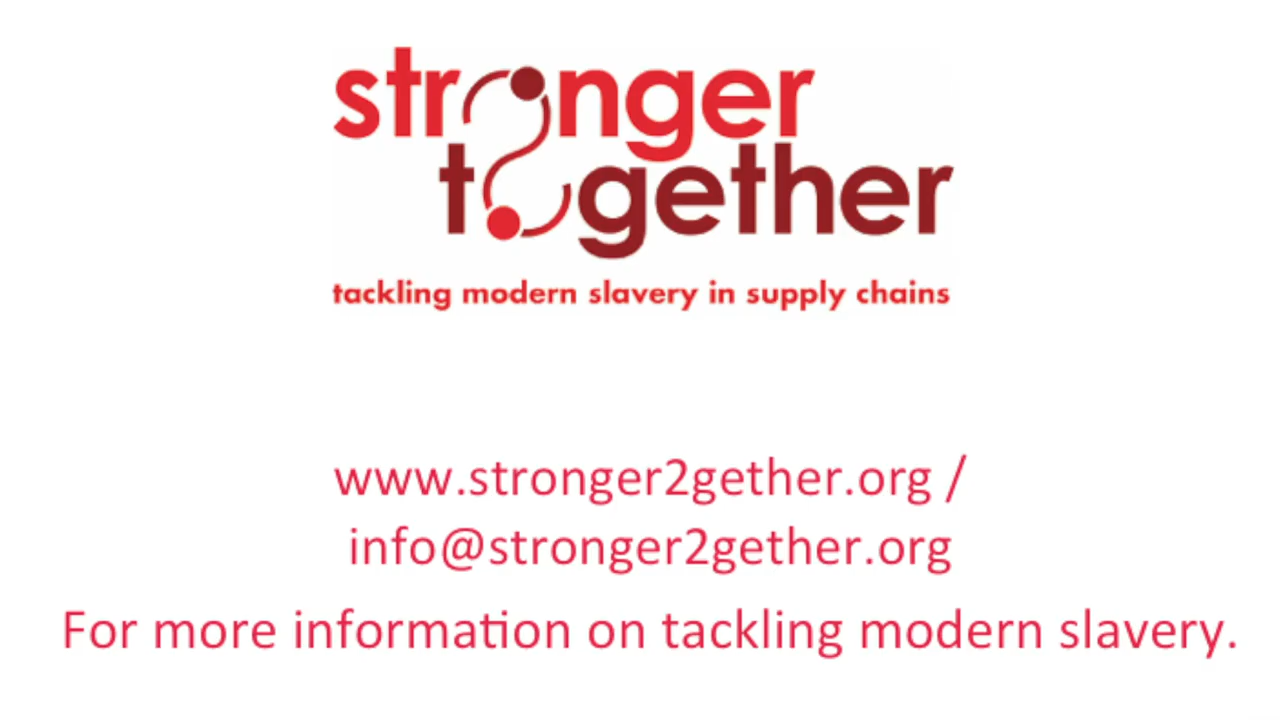 stronger
together
tackling modern slavery in supply chains
www.stronger2gether.org /
info@stronger2gether.org
For more information on tackling modern slavery.